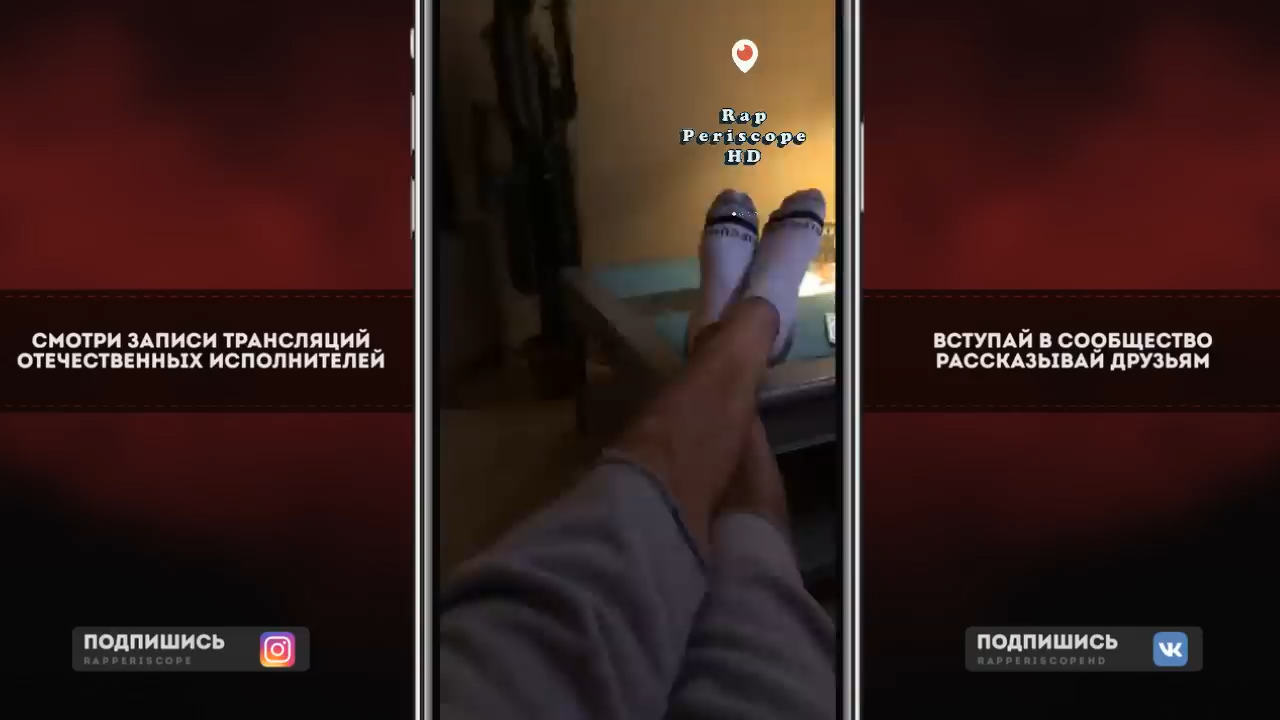 Rap
Periscope
HD
СМОТРИ ЗАПИСИ ТРАНСЛЯЦИЙ
ОТЕЧЕСТВЕННЫХ ИСПОЛНИТЕЛЕЙ
ВСТУПАЙ В СООБЩЕСТВО
РАССКАЗЫВАЙ ДРУЗЬЯМ
ПОДПИШИСЬ
RAPPERISCOPE
ПОДПИШИСЬ
RAPPERISCOPEHD